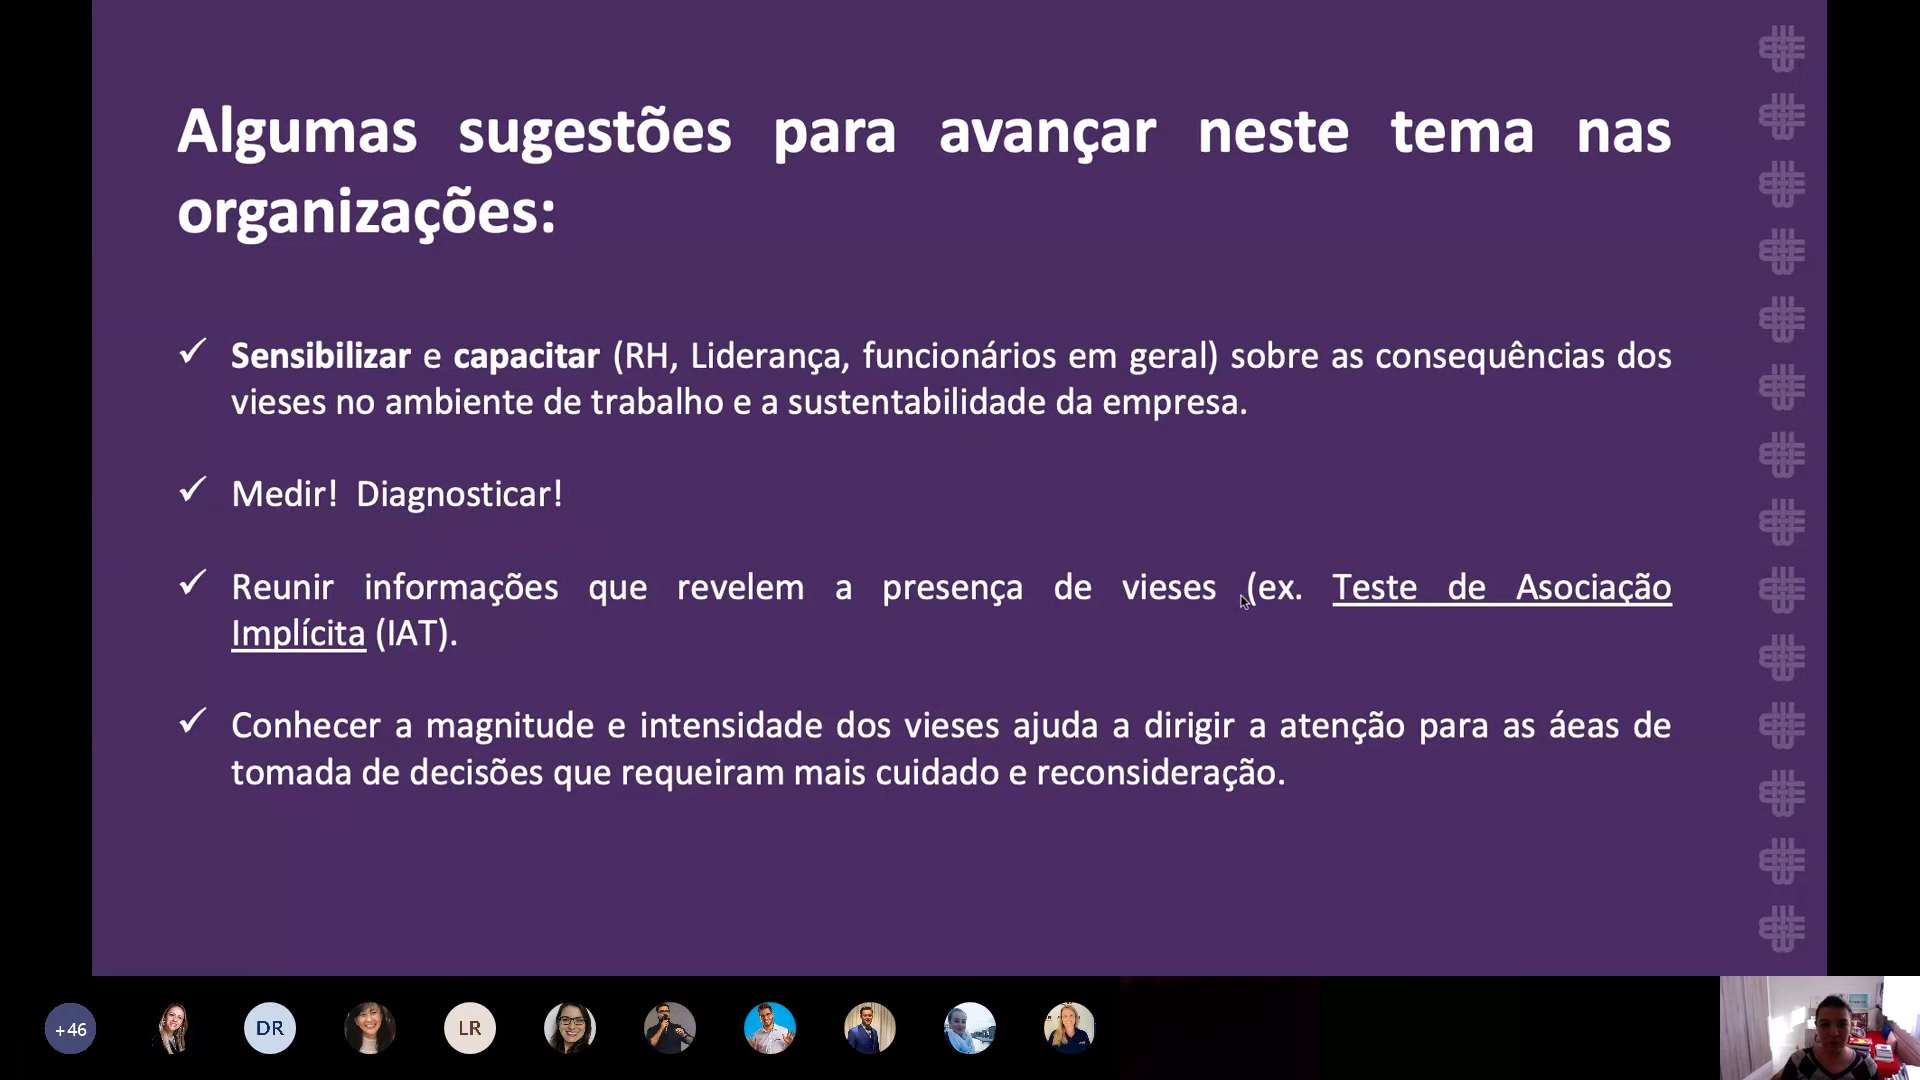 Algumas sugestões para avançar neste tema nas
organizações:
✓ Sensibilizar e capacitar (RH, Liderança, funcionários em geral) sobre as consequências dos
vieses no ambiente de trabalho e a sustentabilidade da empresa.
✓ Medir! Diagnosticar!
✓ Reunir informações que revelem a presença de vieses (ex. Teste de Asociação
Implícita (IAT).
✓ Conhecer a magnitude e intensidade dos vieses ajuda a dirigir a atenção para as áeas de
tomada de decisões que requeiram mais cuidado e reconsideração.
+46
DR
LR